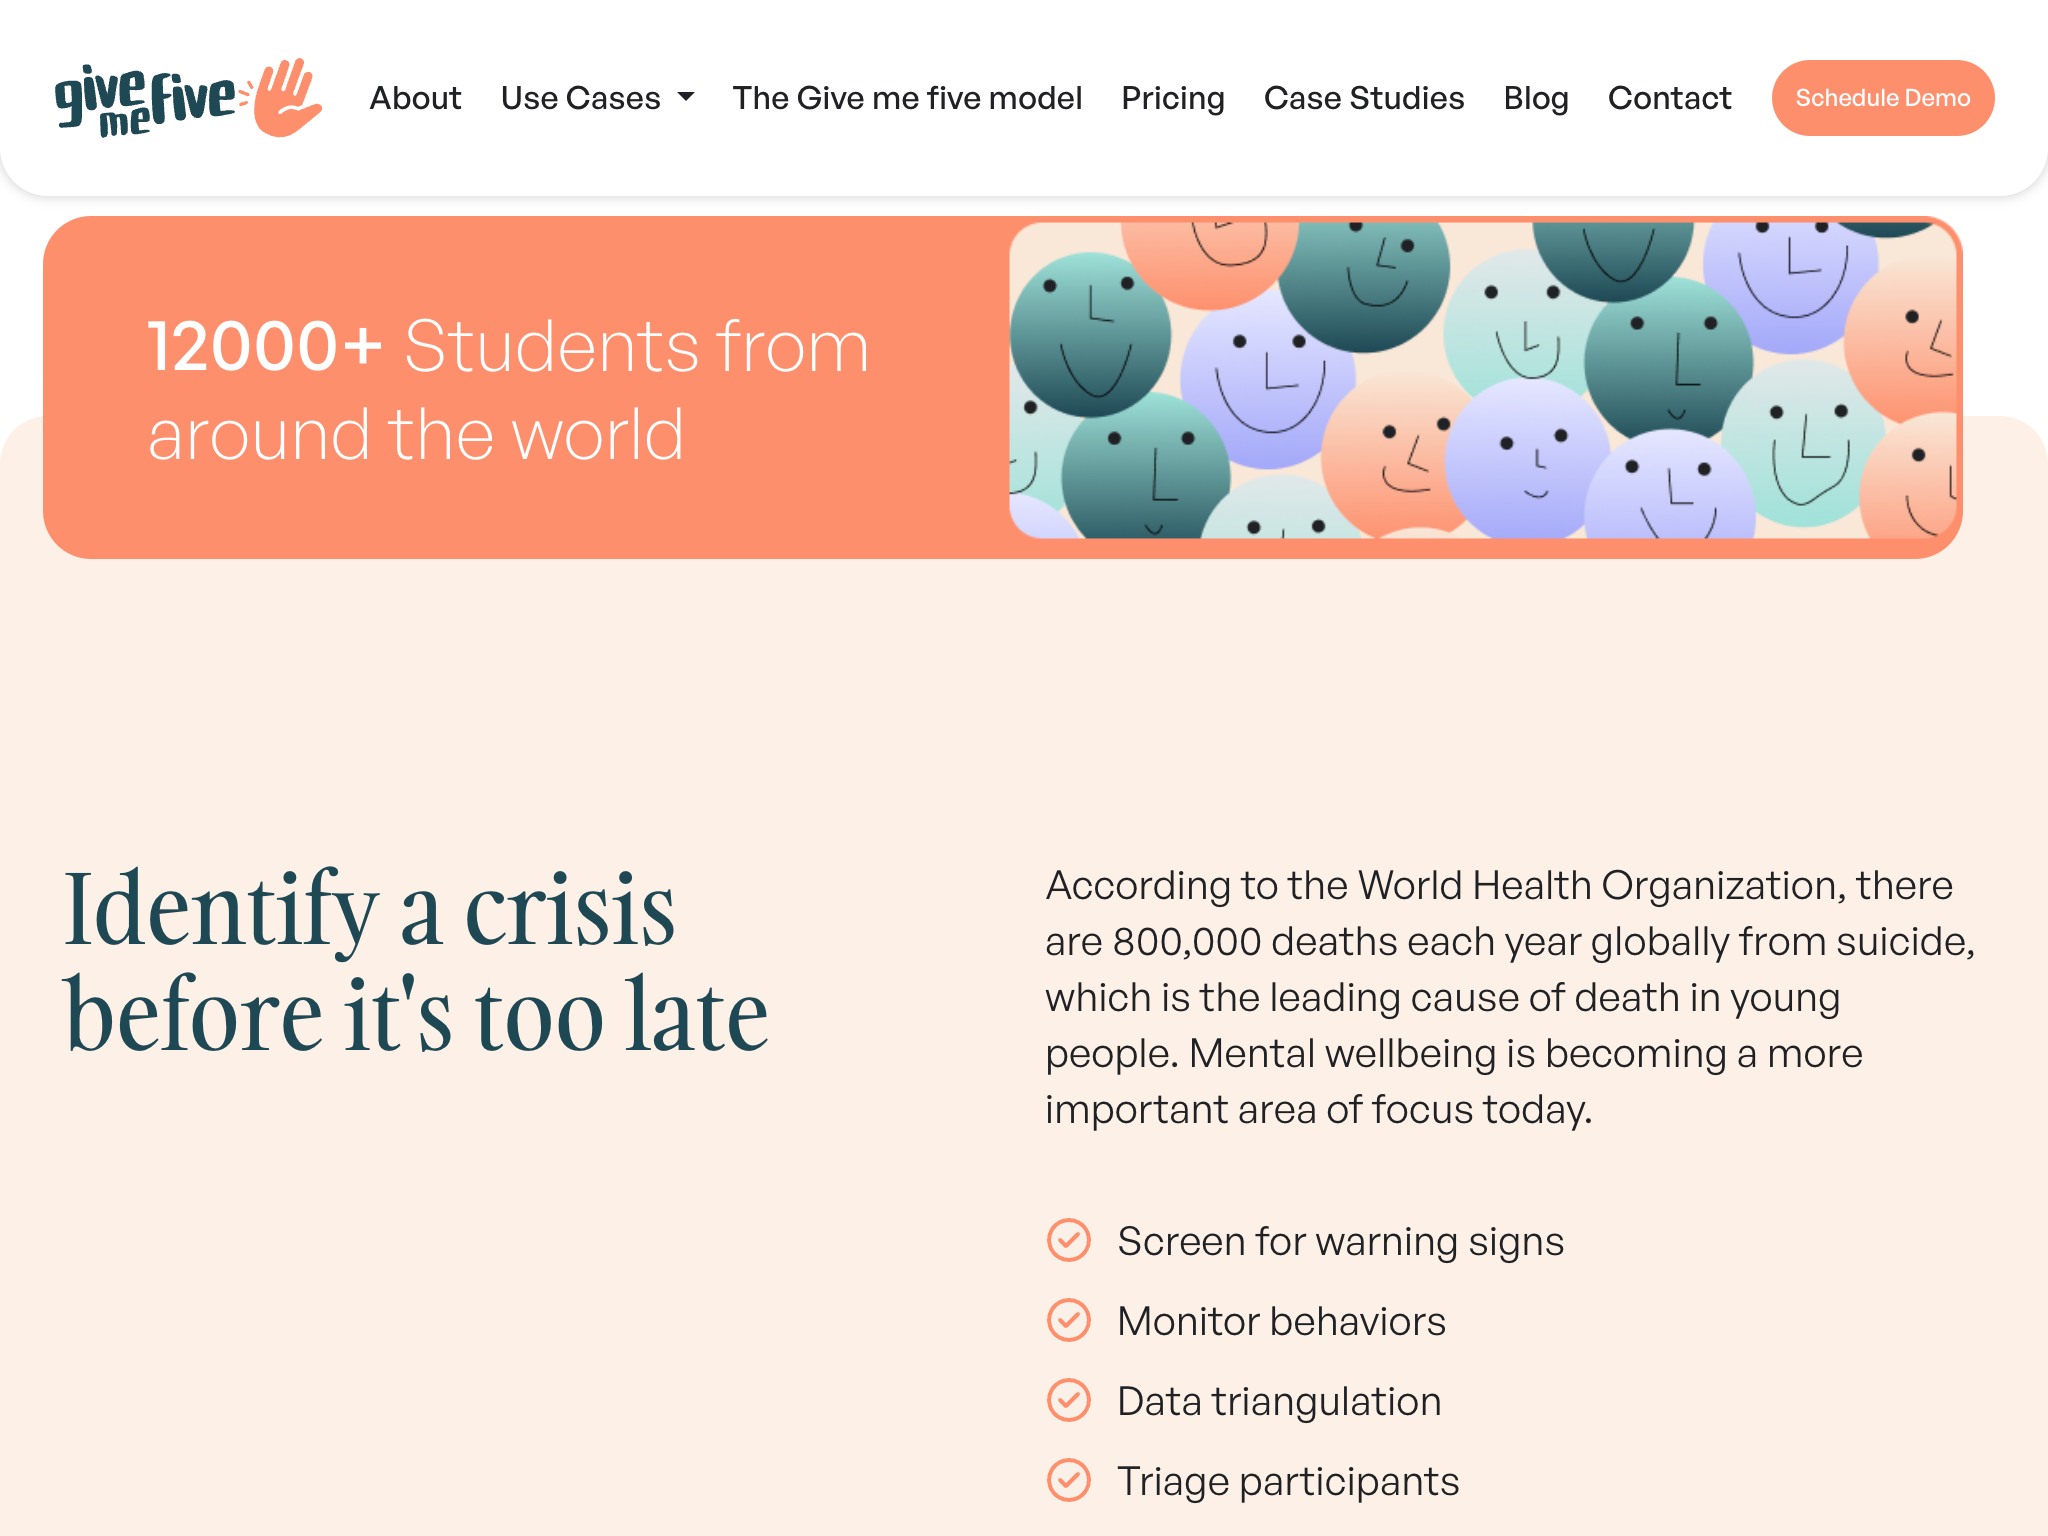 give me five
About
Use Cases
The Give me five model
Pricing
Case Studies
Blog
Contact
Schedule Demo
12000+ Students from
around the world
Identify a crisis
before it's too late
According to the World Health Organization, there
are 800,000 deaths each year globally from suicide,
which is the leading cause of death in young
people. Mental wellbeing is becoming a more
important area of focus today.
Screen for warning signs
Monitor behaviors
Data triangulation
Triage participants